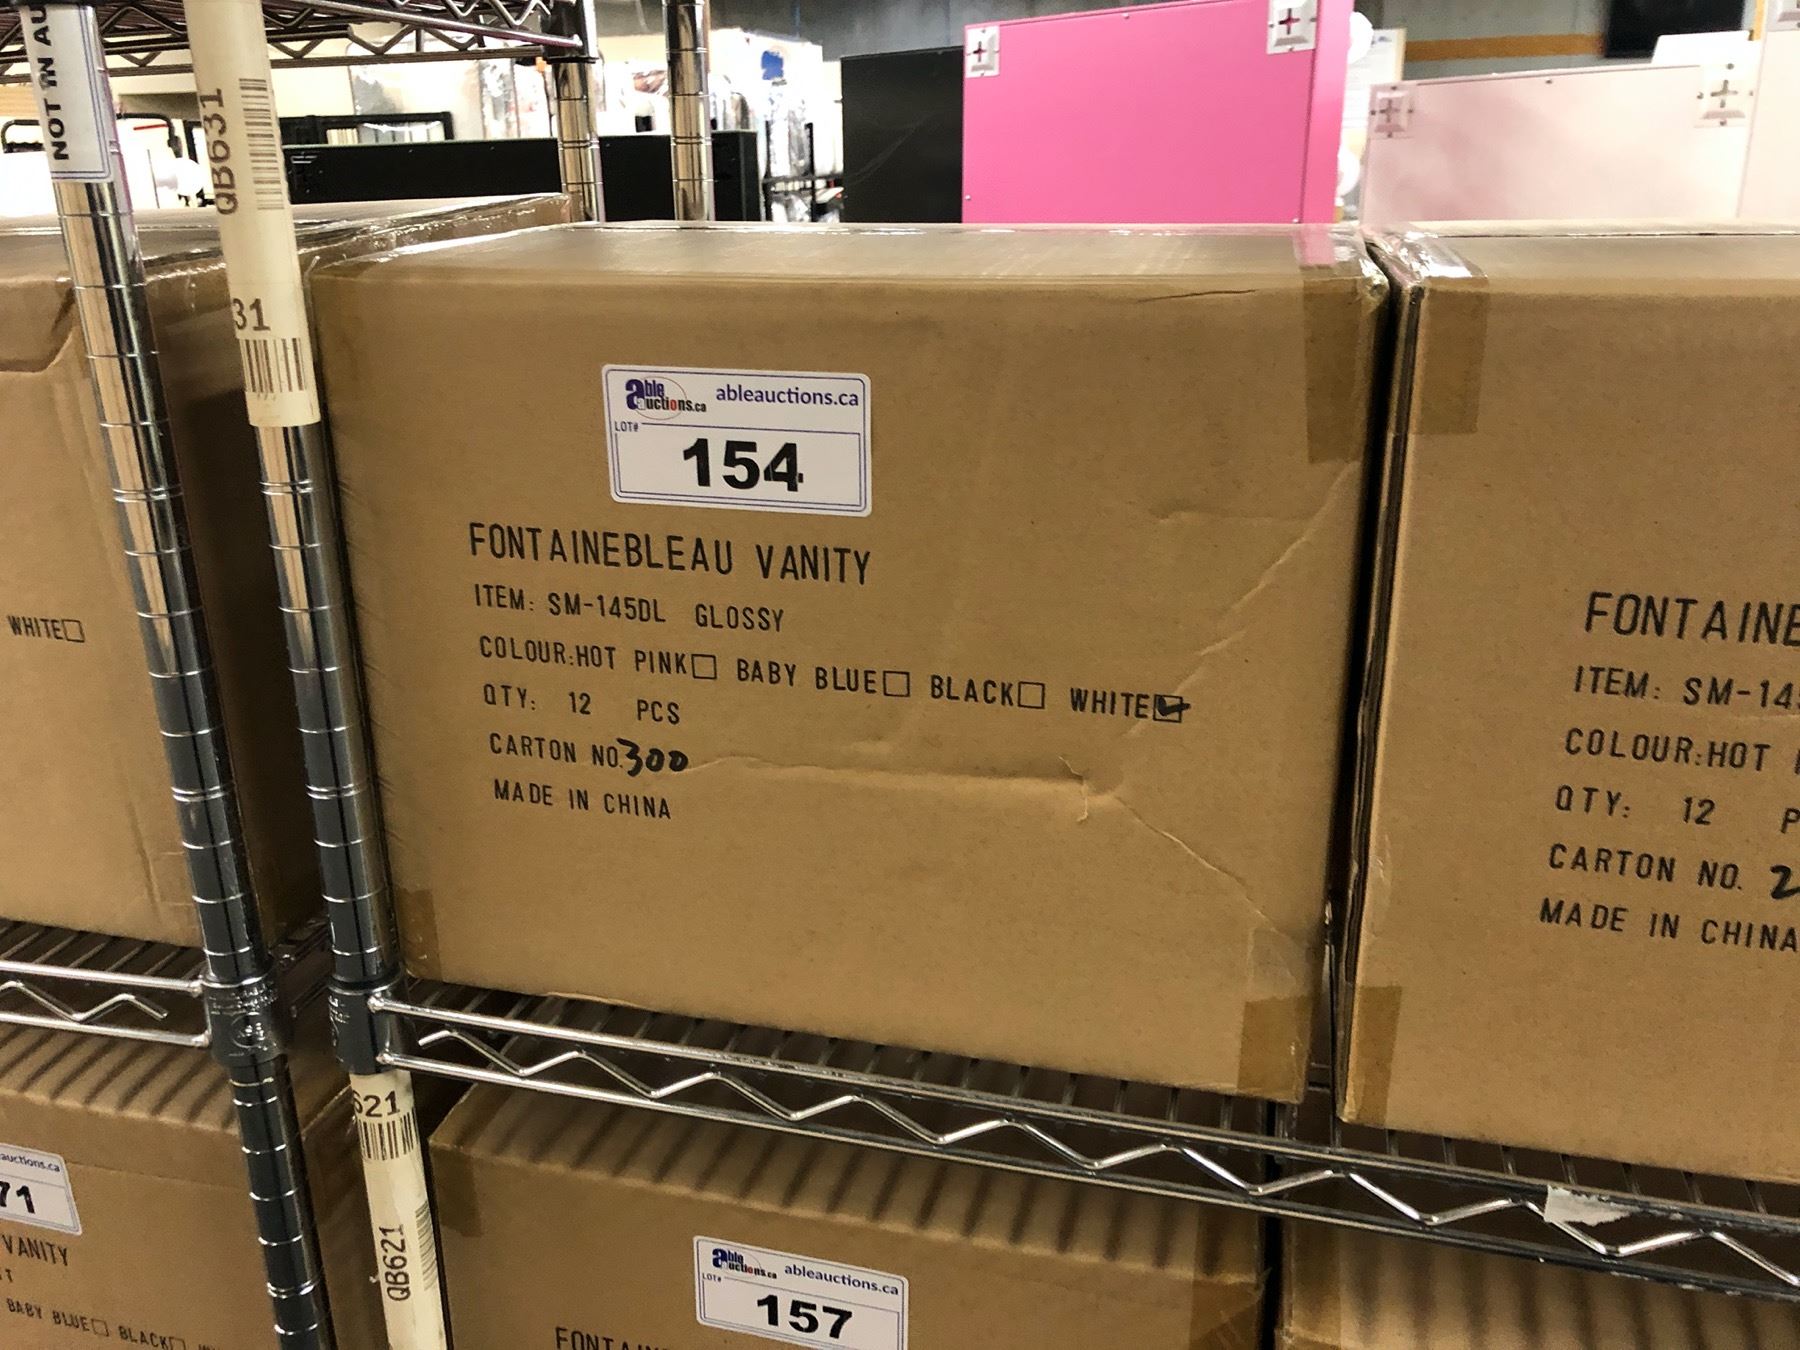 NOT IN AU
QB631
31
able auctions.ca ableauctions.ca
LOT#
154
FONTAINEBLEAU VANITY
ITEM: SM-145DL GLOSSY
COLOUR:HOT PINK☐ BABY BLUE☐ BLACK☐ WHITE☑
QTY: 12 PCS
CARTON NO.300
MADE IN CHINA
WHITE☐
FONTAINE
ITEM: SM-145
COLOUR:HOT
QTY: 12 P
CARTON NO. 2
MADE IN CHINA
621
QB621
auctions.ca
71
VANITY
BABY BLUE☐ BLACK☐
able auctions.ca ableauctions.ca
LOT#
157
FONTAIN